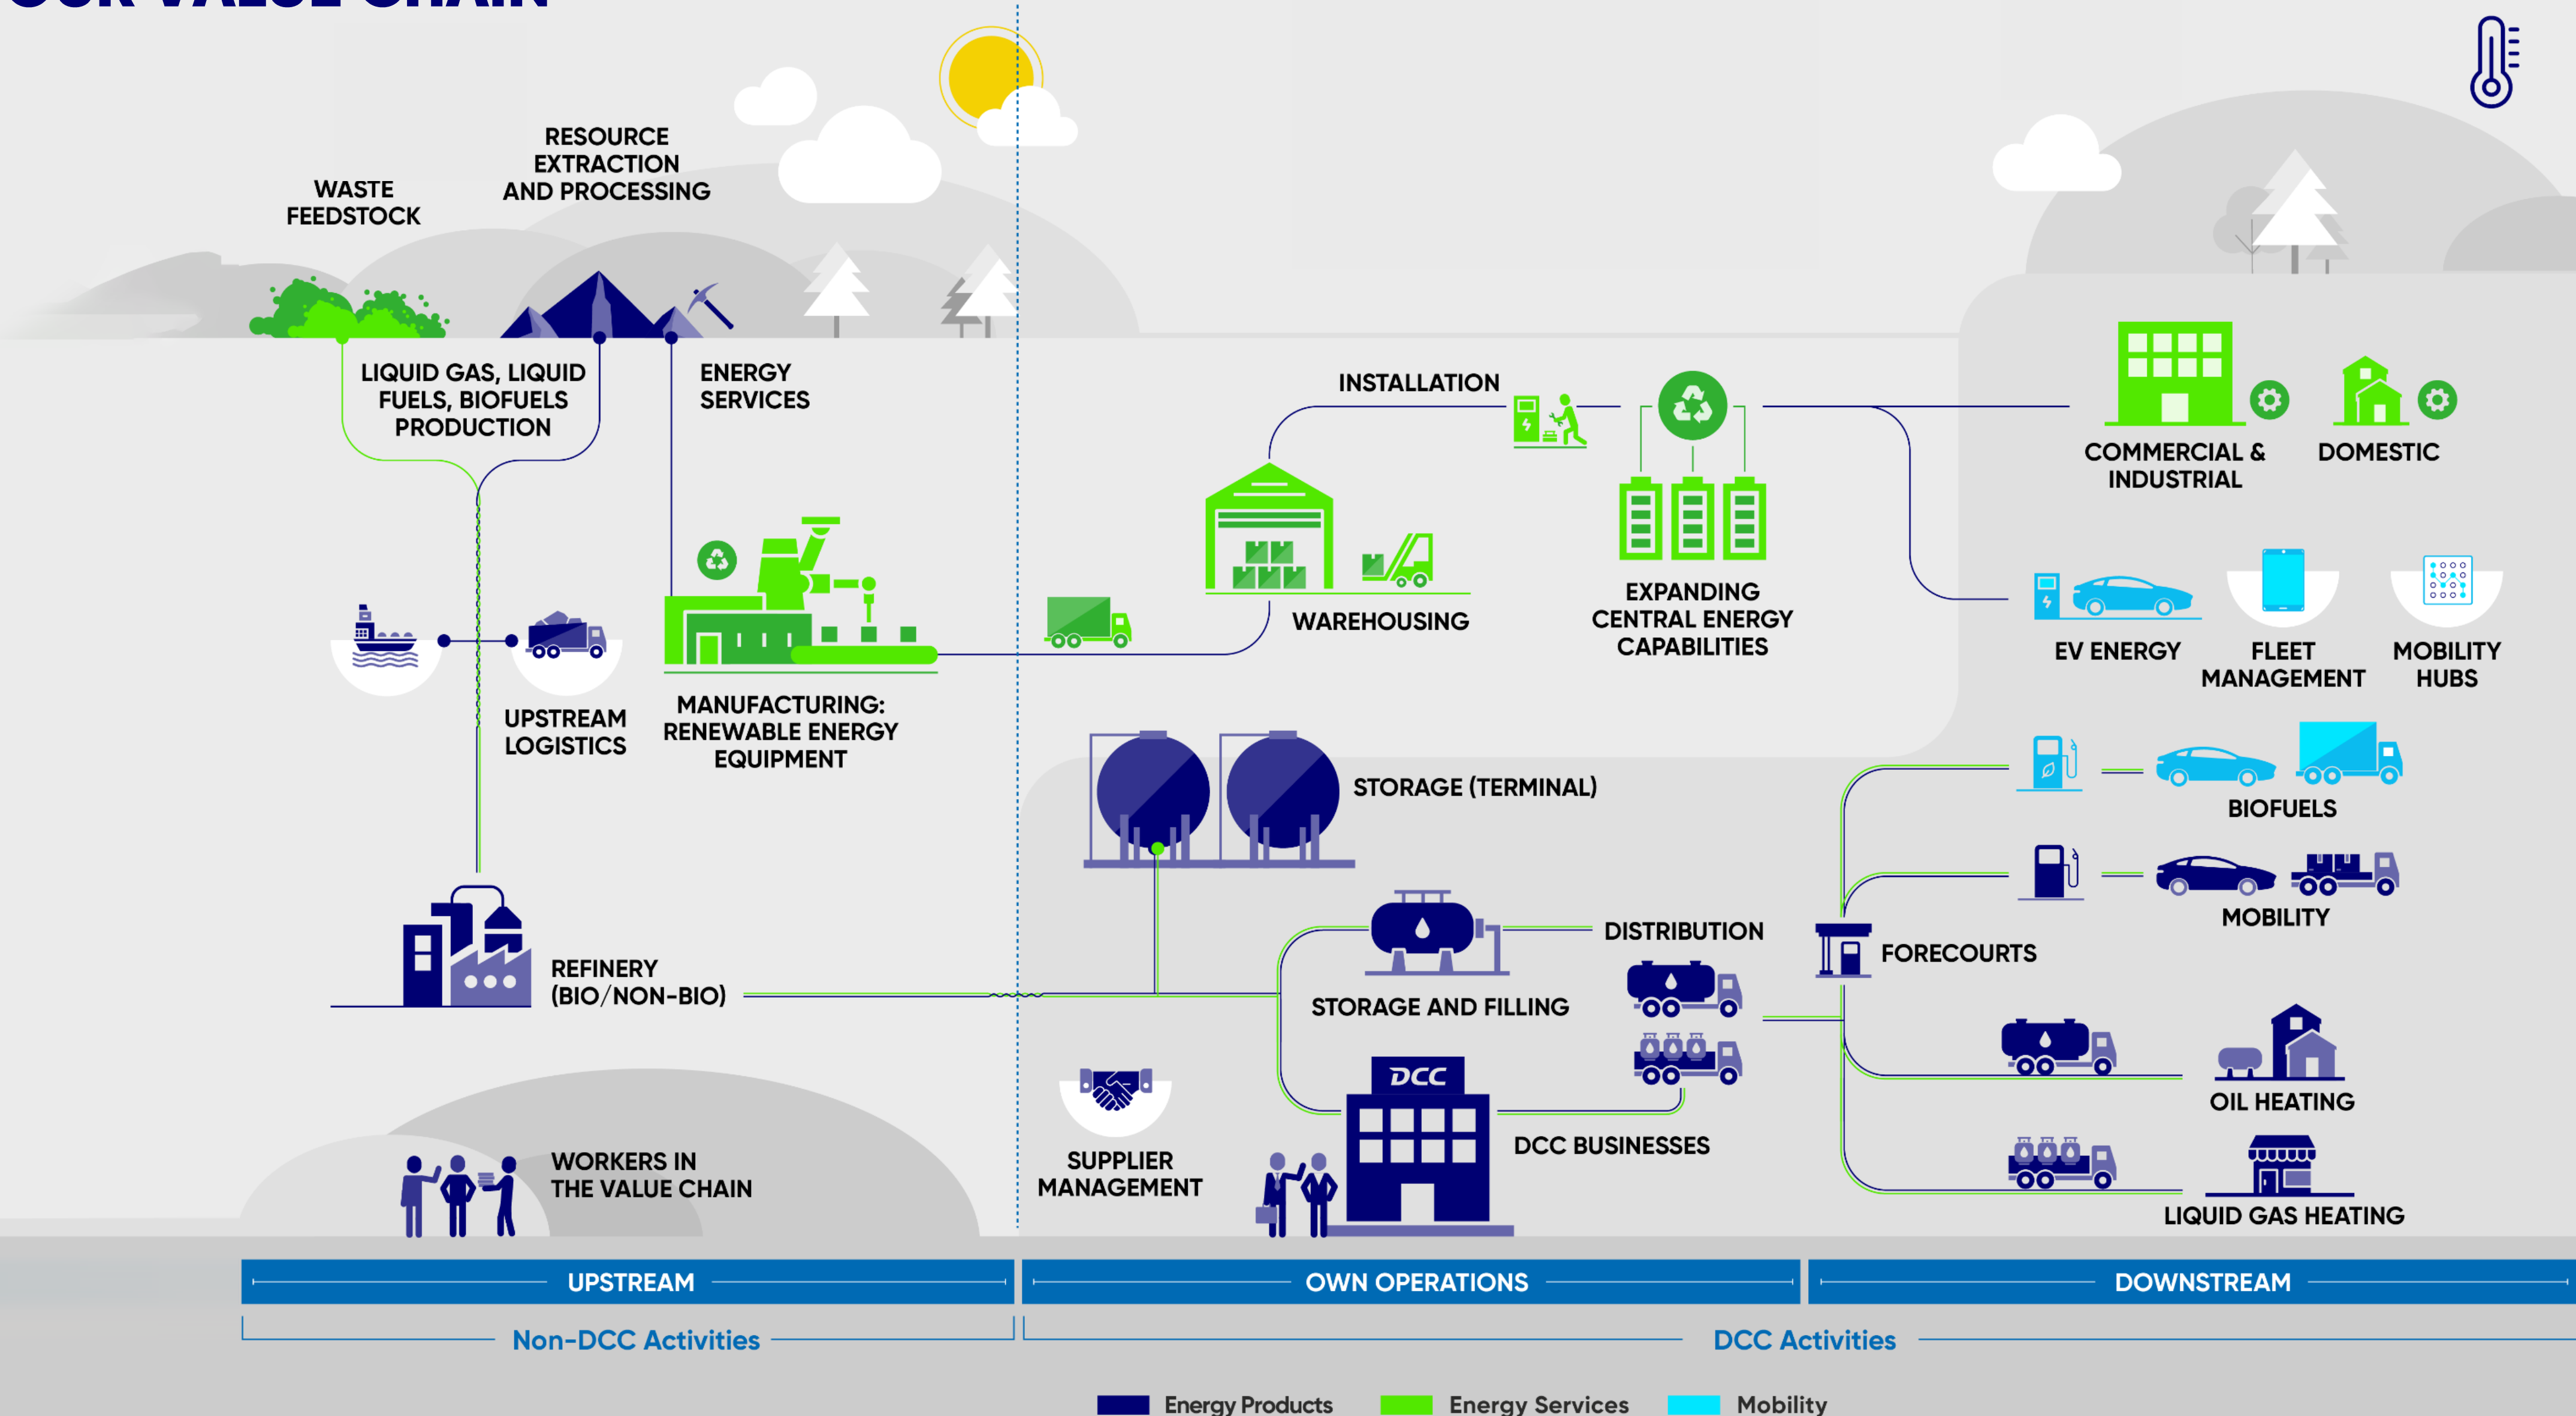 OUR VALUE CHAIN
RESOURCE
EXTRACTION
AND PROCESSING
WASTE
FEEDSTOCK
LIQUID GAS, LIQUID
FUELS, BIOFUELS
PRODUCTION
ENERGY
SERVICES
INSTALLATION
COMMERCIAL &
INDUSTRIAL
DOMESTIC
WAREHOUSING
EXPANDING
CENTRAL ENERGY
CAPABILITIES
EV ENERGY
FLEET
MANAGEMENT
MOBILITY
HUBS
UPSTREAM
LOGISTICS
MANUFACTURING:
RENEWABLE ENERGY
EQUIPMENT
STORAGE (TERMINAL)
BIOFUELS
MOBILITY
DISTRIBUTION
FORECOURTS
REFINERY
(BIO/NON-BIO)
STORAGE AND FILLING
DCC
OIL HEATING
DCC BUSINESSES
SUPPLIER
MANAGEMENT
WORKERS IN
THE VALUE CHAIN
LIQUID GAS HEATING
UPSTREAM
OWN OPERATIONS
DOWNSTREAM
Non-DCC Activities
DCC Activities
Energy Products
Energy Services
Mobility